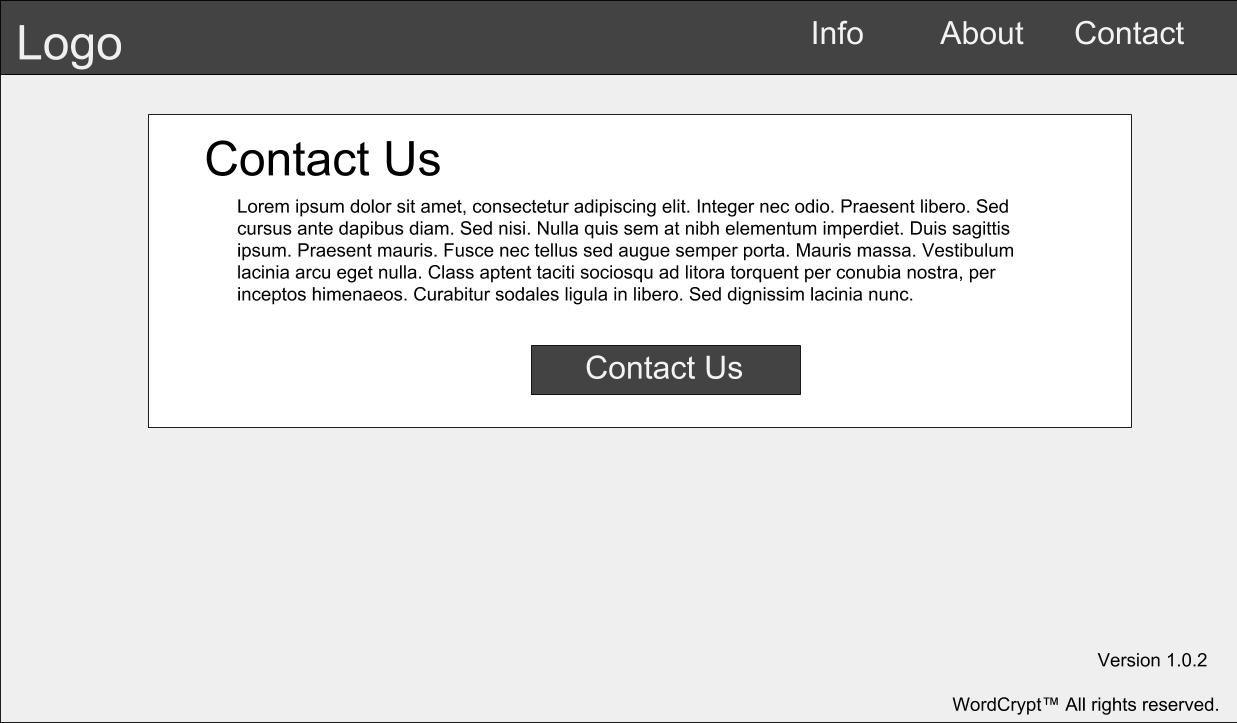 Logo
Info About Contact
Contact Us
Lorem ipsum dolor sit amet, consectetur adipiscing elit. Integer nec odio. Praesent libero. Sed
cursus ante dapibus diam. Sed nisi. Nulla quis sem at nibh elementum imperdiet. Duis sagittis
ipsum. Praesent mauris. Fusce nec tellus sed augue semper porta. Mauris massa. Vestibulum
lacinia arcu eget nulla. Class aptent taciti sociosqu ad litora torquent per conubia nostra, per
inceptos himenaeos. Curabitur sodales ligula in libero. Sed dignissim lacinia nunc.
Contact Us
Version 1.0.2
WordCrypt™ All rights reserved.